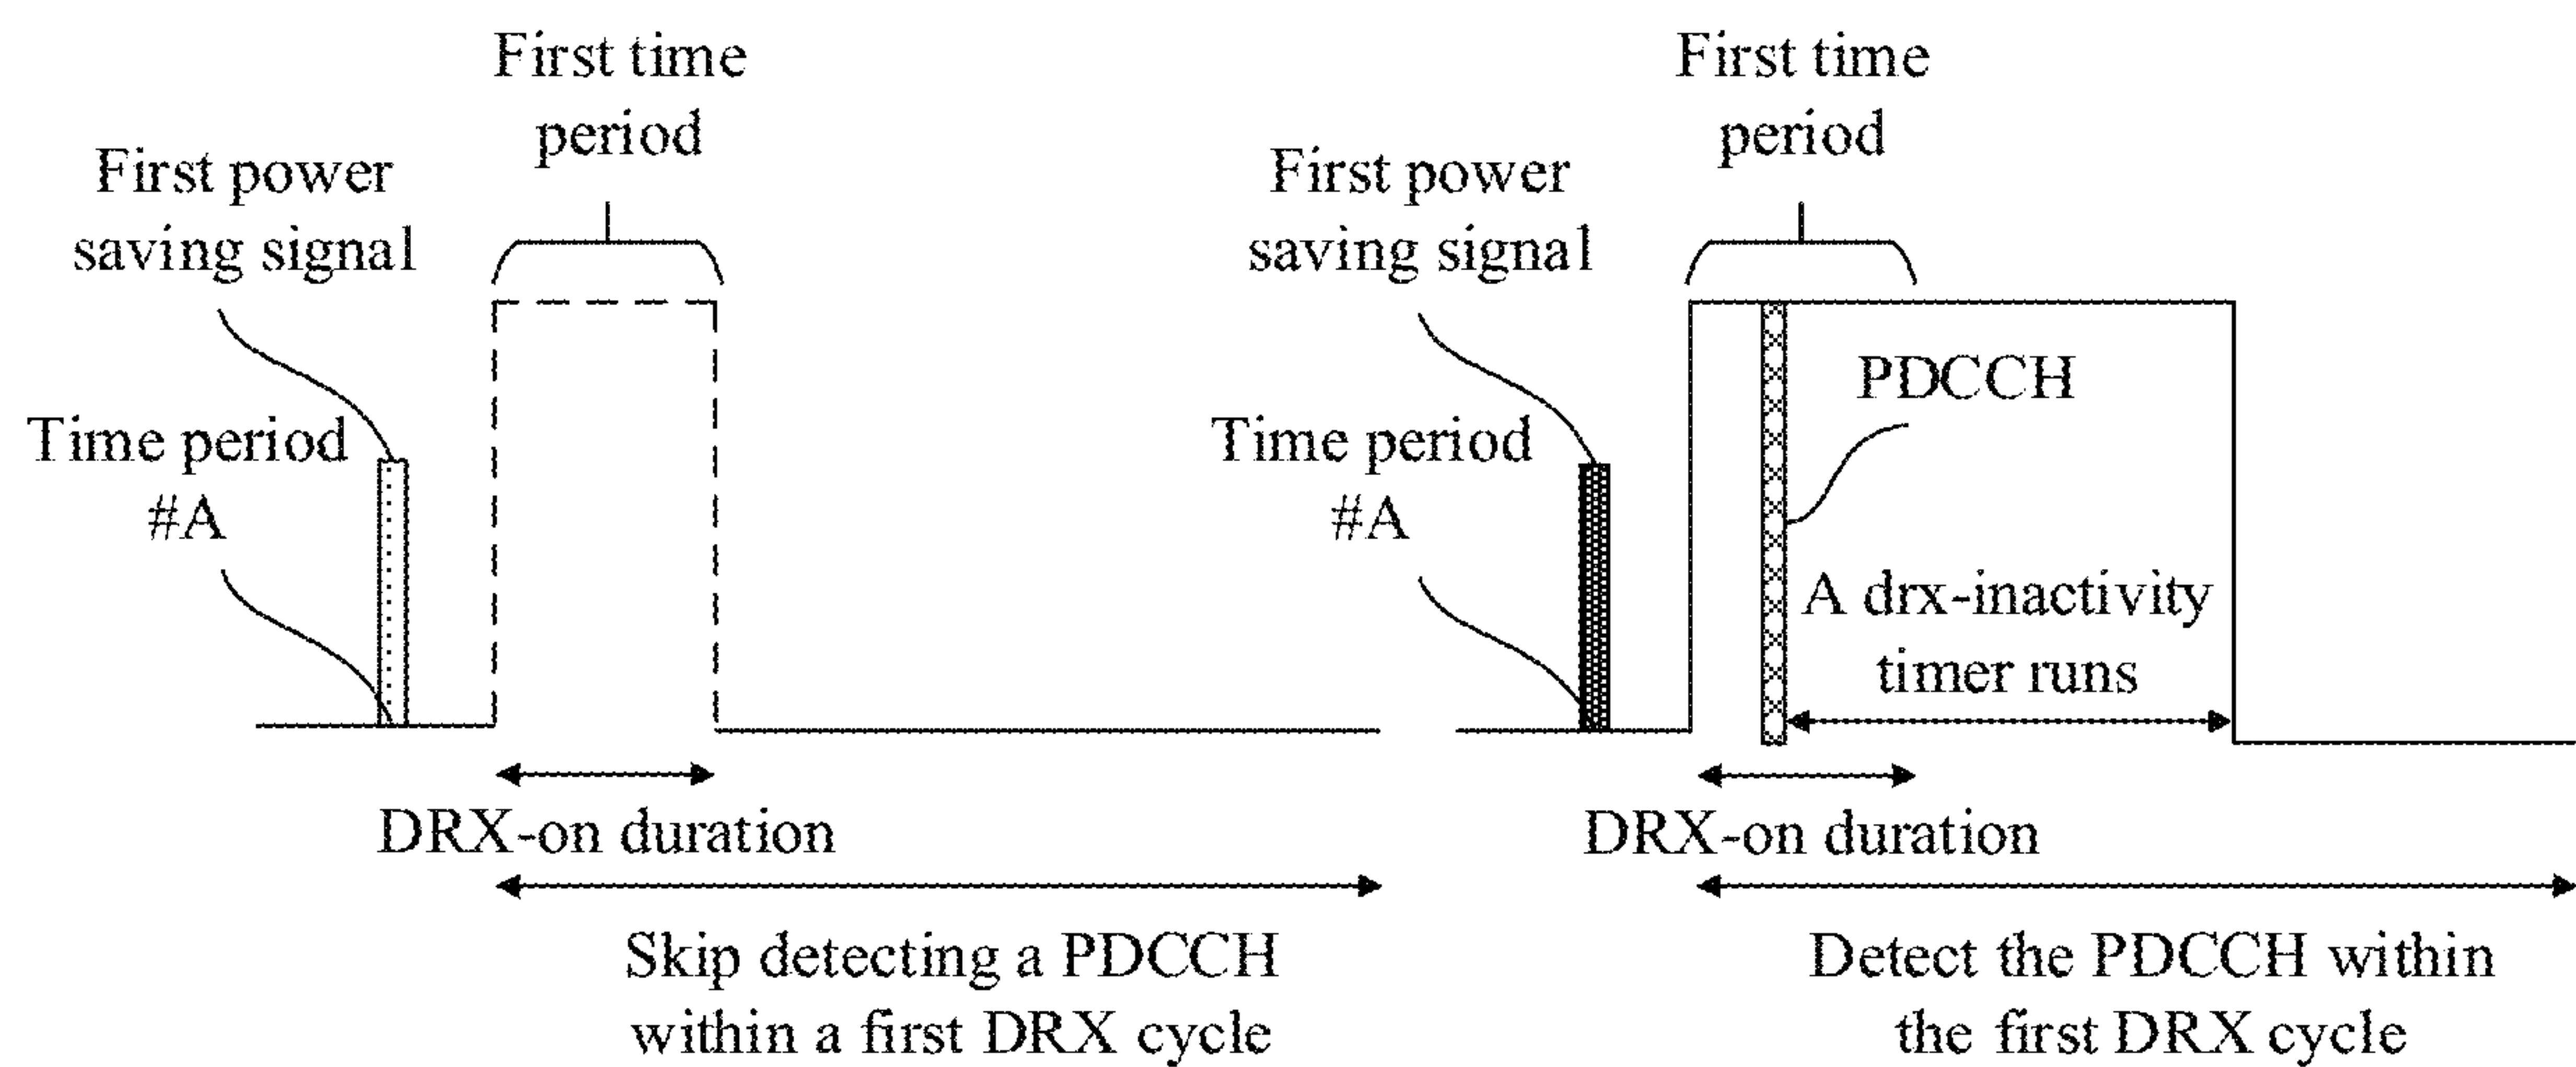 First time
period
First power
saving signal
Time period
#A
DRX-on duration
Skip detecting a PDCCH
within a first DRX cycle
First time
period
First power
saving signal
Time period
#A
PDCCH
A drx-inactivity
timer runs
DRX-on duration
Detect the PDCCH within
the first DRX cycle